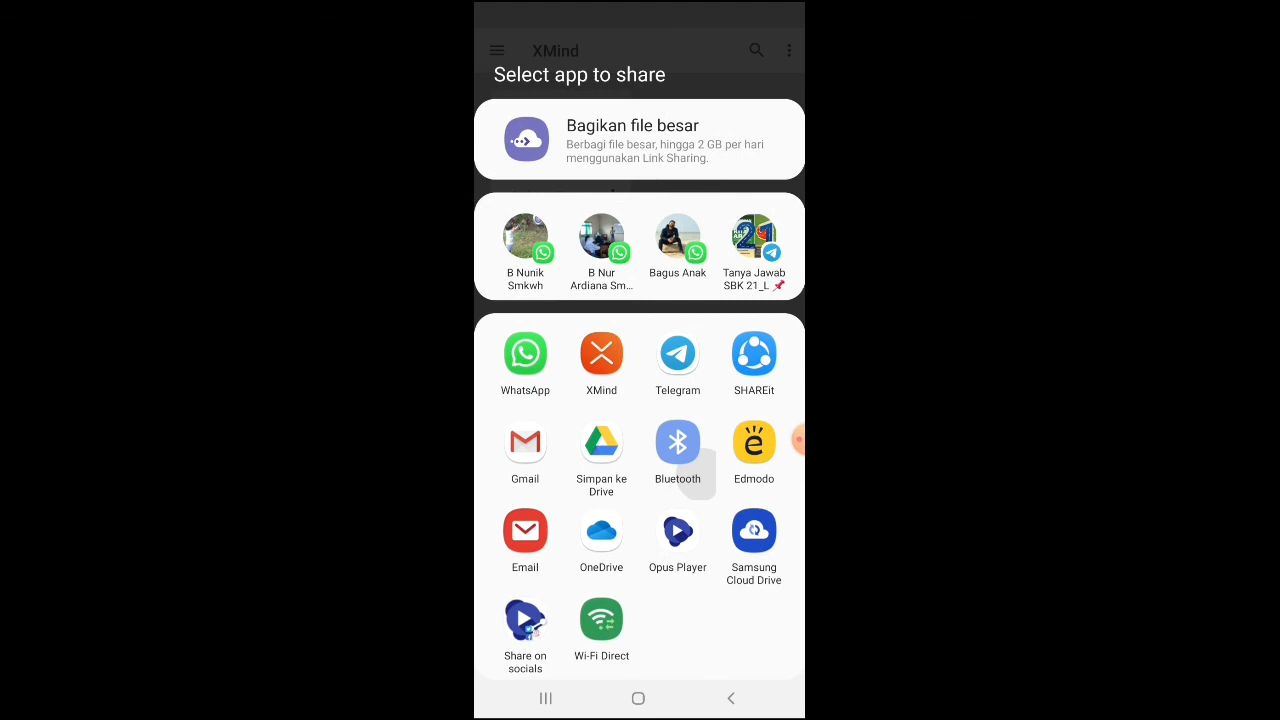 XMind
Select app to share
Bagikan file besar
Berbagi file besar, hingga 2 GB per hari
menggunakan Link Sharing.
B Nunik
Smkwh
B Nur
Ardiana Sm...
Bagus Anak
21
Tanya Jawab
SBK 21_L 📌
WhatsApp
XMind
Telegram
SHAREit
Gmail
Simpan ke
Drive
Bluetooth
Edmodo
Email
OneDrive
Opus Player
Samsung
Cloud Drive
Share on
socials
Wi-Fi Direct